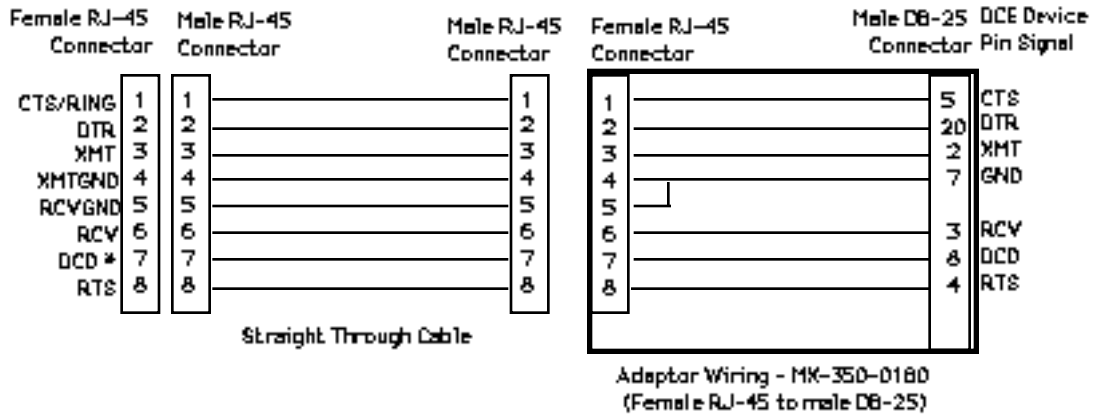 Female RJ-45 Connector
Male RJ-45 Connector
Male RJ-45 Connector
Female RJ-45 Connector
Male DB-25 Connector
DCE Device Pin Signal
CTS/RING 1 1 1 1 5 CTS
DTR 2 2 2 2 20 DTR
XMT 3 3 3 3 2 XMT
XMTGND 4 4 4 4 7 GND
RCVGND 5 5 5 5
RCV 6 6 6 6 3 RCV
DCD * 7 7 7 7 8 DCD
RTS 8 8 8 8 4 RTS
Straight Through Cable
Adaptor Wiring - MX-350-0180
(Female RJ-45 to male DB-25)